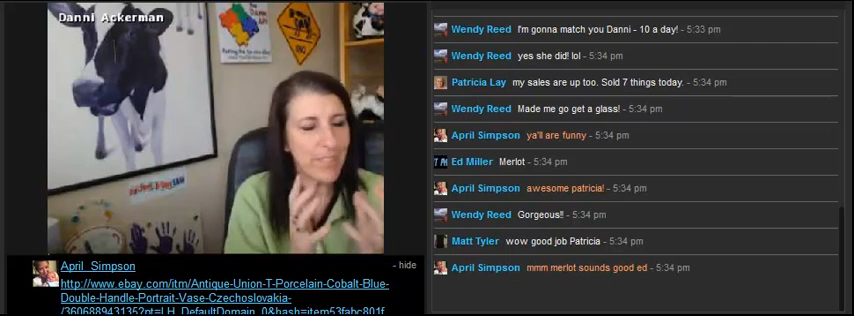 Danni Ackerman
April_Simpson
- hide
http://www.ebay.com/itm/Antique-Union-T-Porcelain-Cobalt-Blue-
Double-Handle-Portrait-Vase-Czechoslovakia-
/360688943135?pt=LH_DefaultDomain_0&hash=item53fabc801f
Wendy Reed I'm gonna match you Danni - 10 a day! - 5:33 pm
Wendy Reed yes she did! lol - 5:34 pm
Patricia Lay my sales are up too. Sold 7 things today. - 5:34 pm
Wendy Reed Made me go get a glass! - 5:34 pm
April Simpson ya'll are funny - 5:34 pm
Ed Miller Merlot - 5:34 pm
April Simpson awesome patricia! - 5:34 pm
Wendy Reed Gorgeous!! - 5:34 pm
Matt Tyler wow good job Patricia - 5:34 pm
April Simpson mmm merlot sounds good ed - 5:34 pm